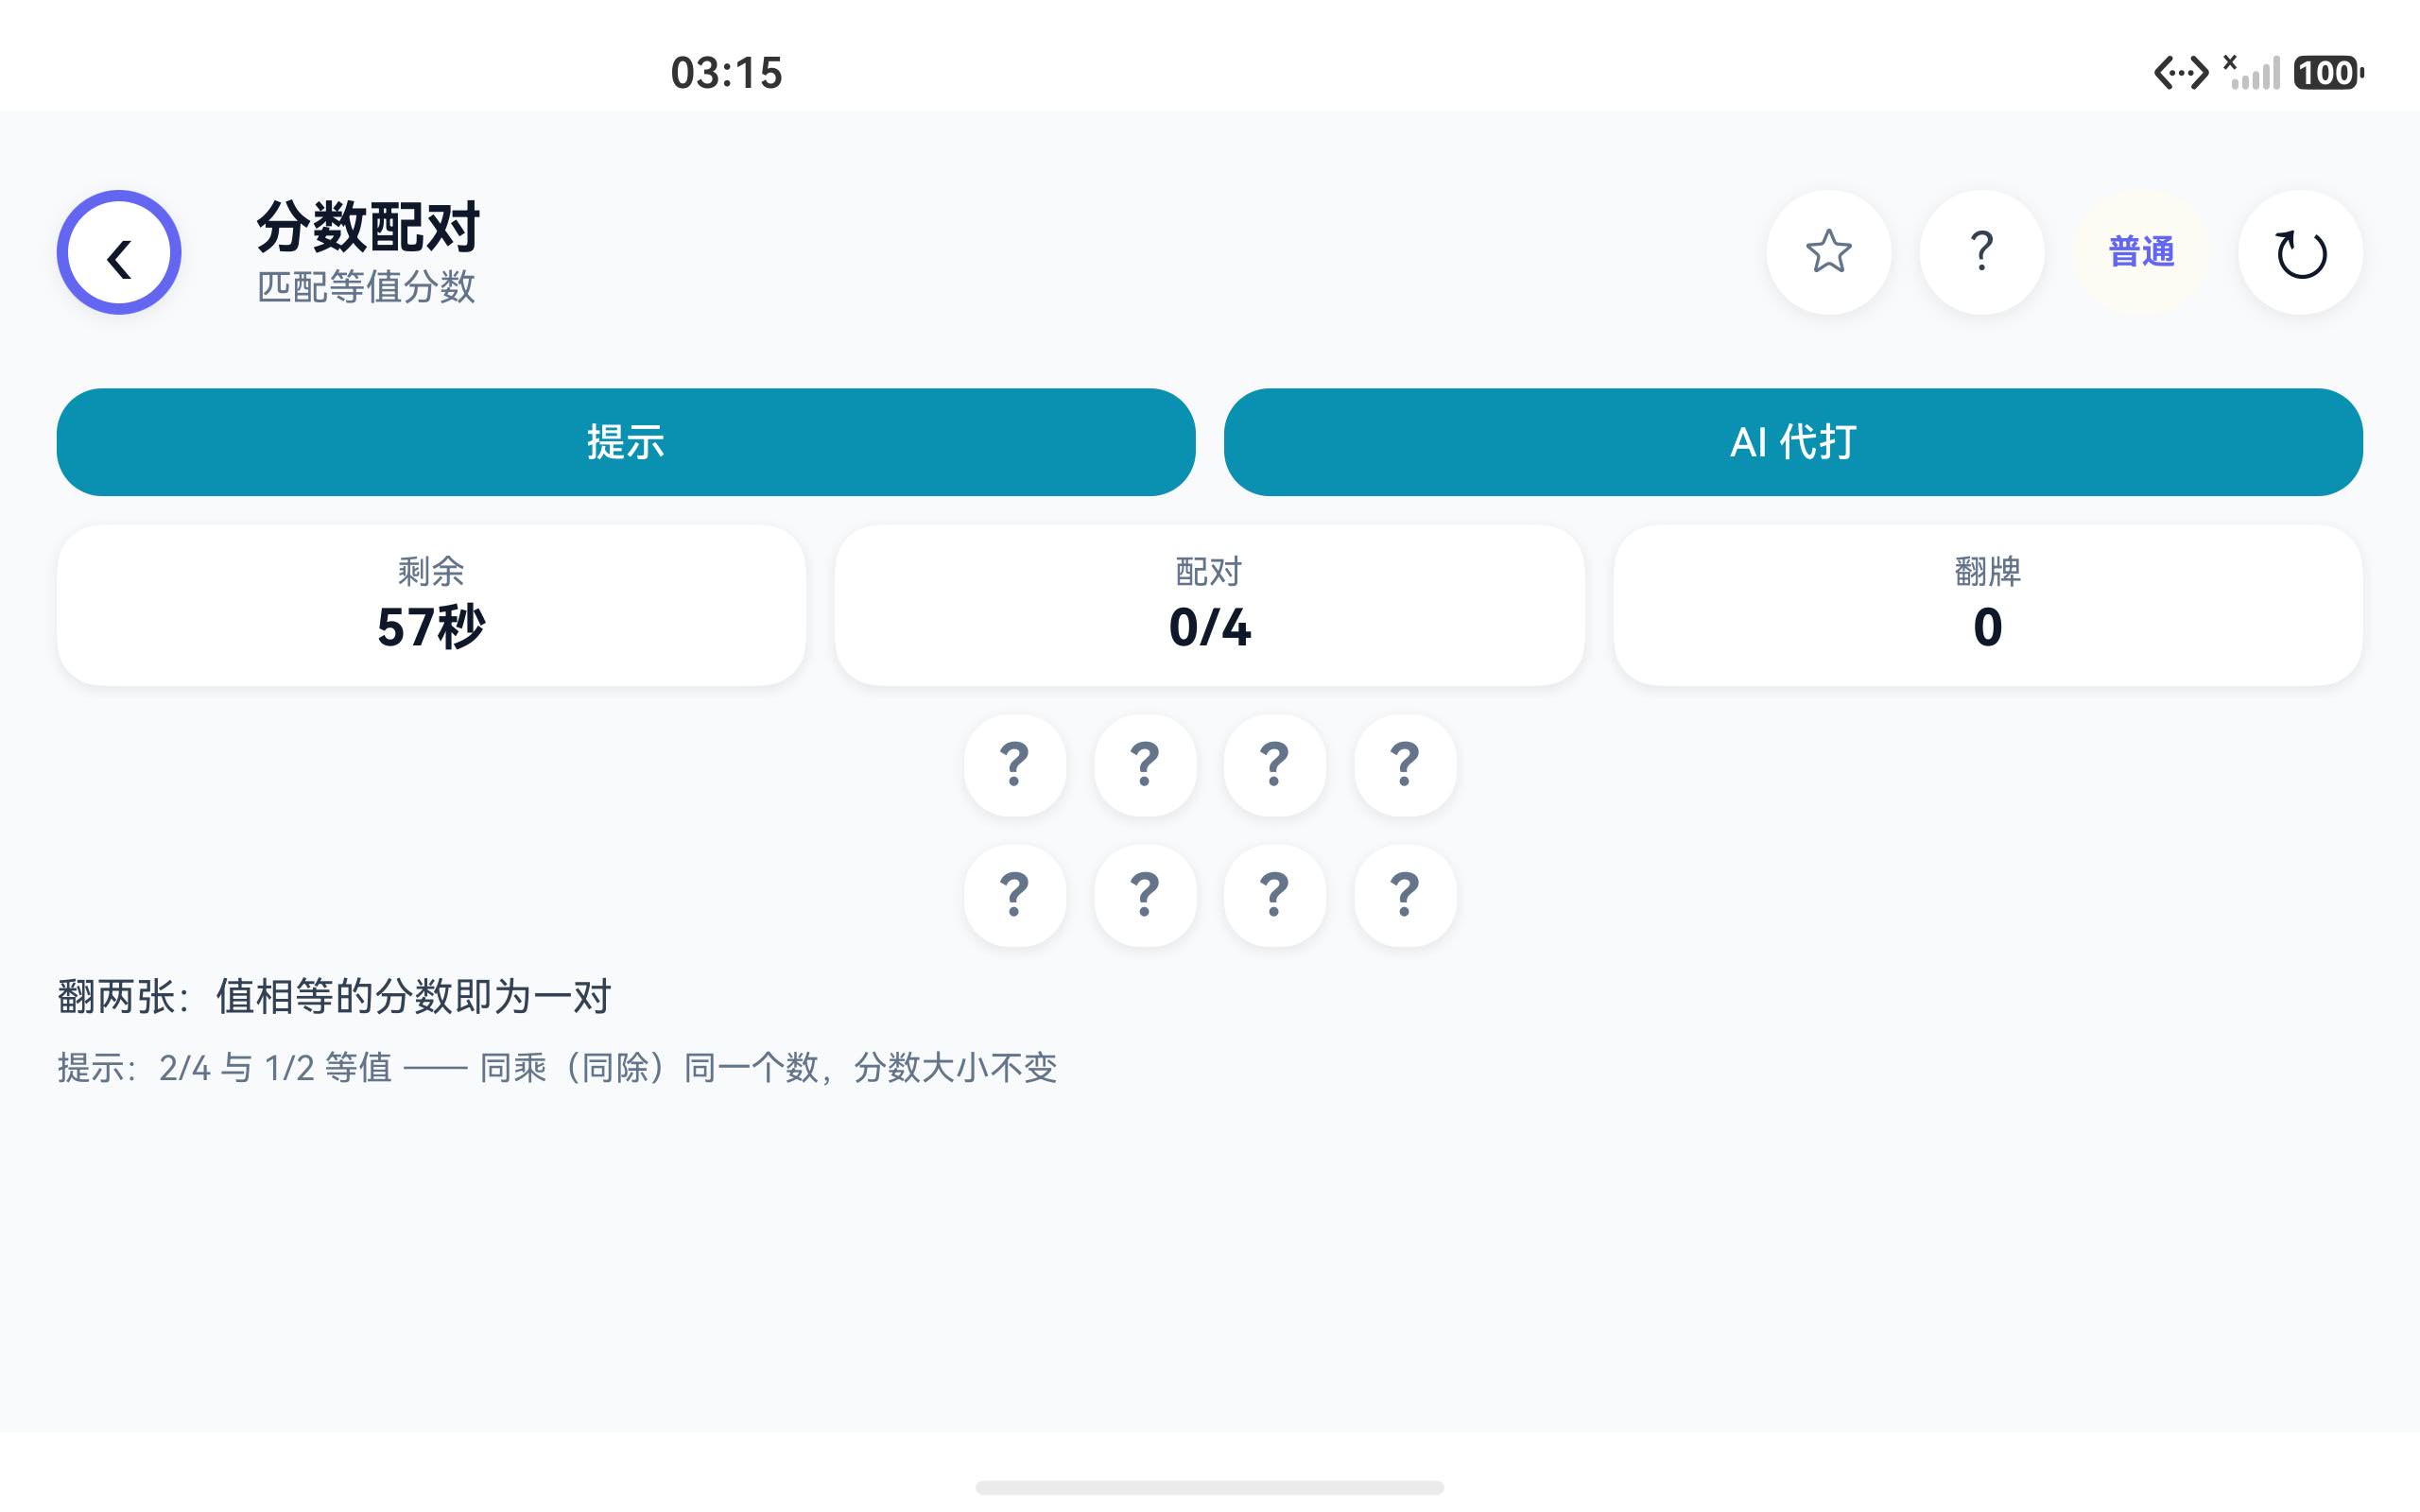 03:15
100
分数配对
匹配等值分数
?
普通
提示
AI 代打
剩余
57秒
配对
0/4
翻牌
0
? ? ? ?
? ? ? ?
翻两张：值相等的分数即为一对
提示：2/4 与 1/2 等值 —— 同乘（同除）同一个数，分数大小不变